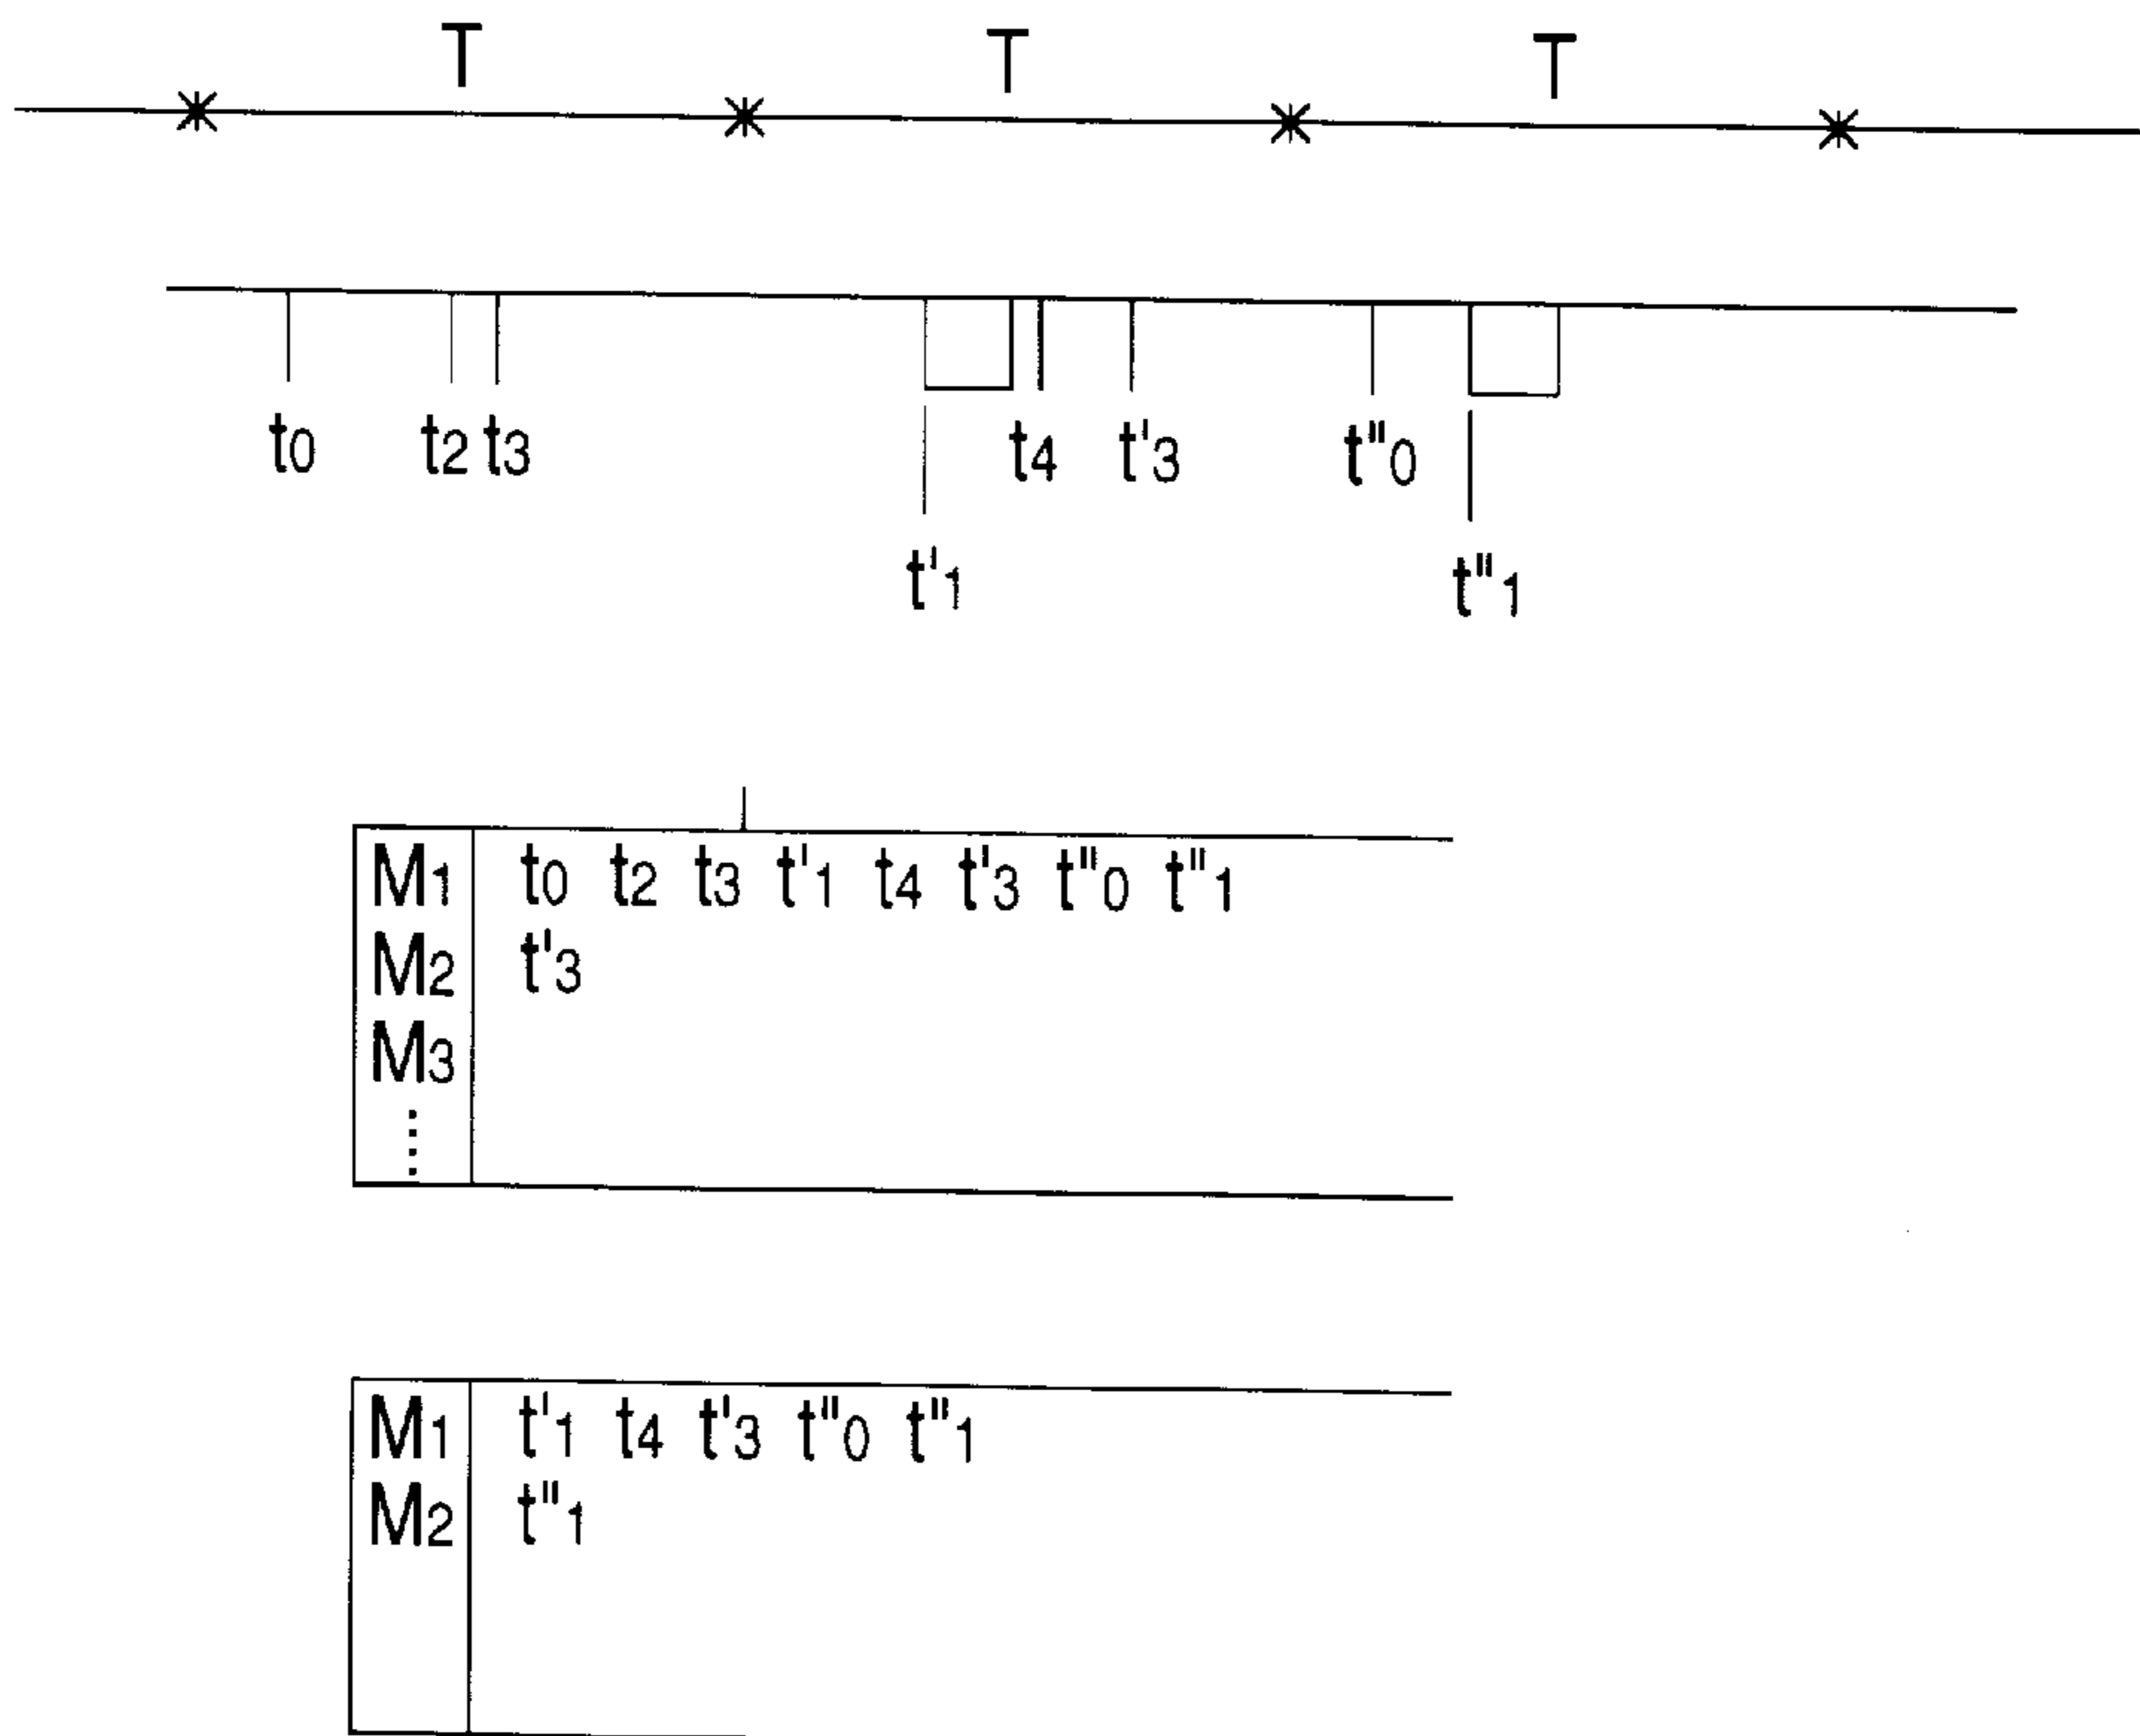 T T T
t0 t2 t3 t4 t'3 t"0
t'1 t"1
M1 t0 t2 t3 t'1 t4 t'3 t"0 t"1
M2 t'3
M3
M1 t'1 t4 t'3 t"0 t"1
M2 t"1